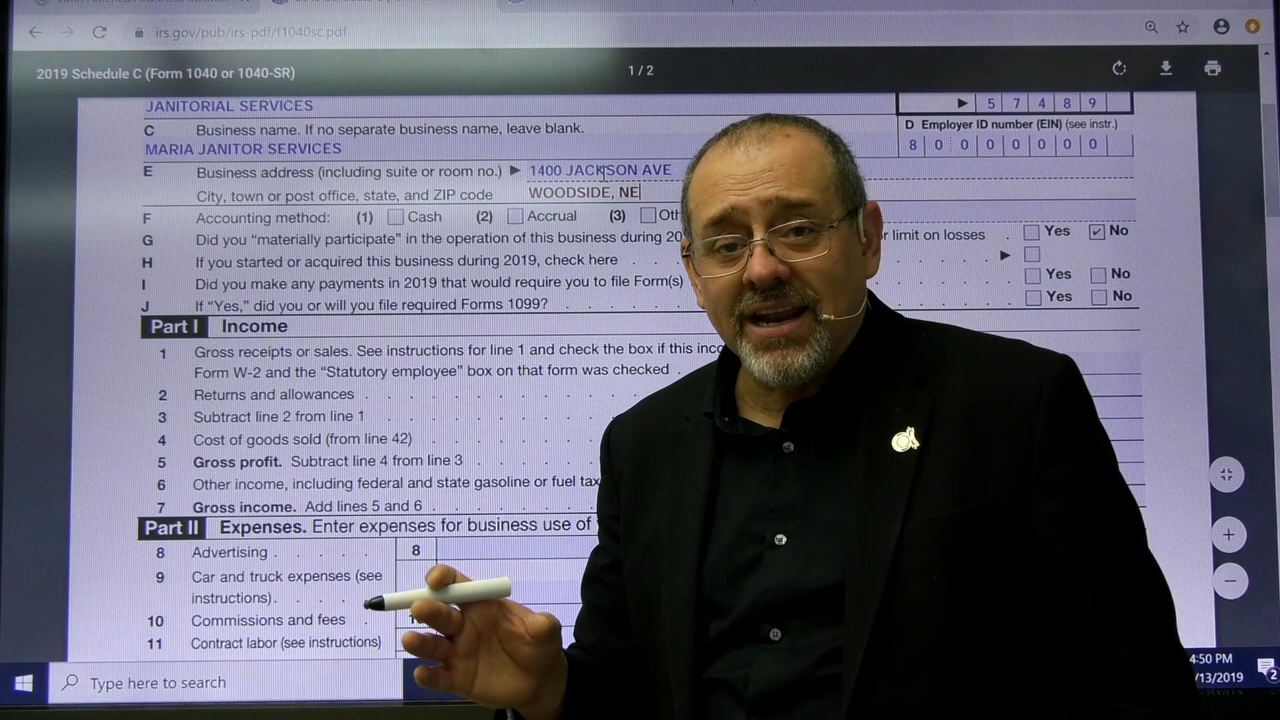 irs.gov/pub/irs-pdf/f1040sc.pdf
2019 Schedule C (Form 1040 or 1040-SR)
1 / 2
JANITORIAL SERVICES
▶ 5 7 4 8 9
C Business name. If no separate business name, leave blank.
D Employer ID number (EIN) (see instr.)
MARIA JANITOR SERVICES
8 0 0 0 0 0 0 0
E Business address (including suite or room no.) ▶ 1400 JACKSON AVE
City, town or post office, state, and ZIP code WOODSIDE, NE
F Accounting method: (1) Cash (2) Accrual (3) Ot
G Did you “materially participate” in the operation of this business during 20 r limit on losses . Yes ✔ No
H If you started or acquired this business during 2019, check here . . . . . . ▶
I Did you make any payments in 2019 that would require you to file Form(s) . . . . . Yes No
J If “Yes,” did you or will you file required Forms 1099? . . . . . . . . . Yes No
Part I Income
1 Gross receipts or sales. See instructions for line 1 and check the box if this inco
Form W-2 and the “Statutory employee” box on that form was checked .
2 Returns and allowances . . . . . . .
3 Subtract line 2 from line 1 . . . . . . .
4 Cost of goods sold (from line 42) . . . . .
5 Gross profit. Subtract line 4 from line 3 . . . .
6 Other income, including federal and state gasoline or fuel tax
7 Gross income. Add lines 5 and 6 . . . . .
Part II Expenses. Enter expenses for business use of
8 Advertising . . . . . 8
9 Car and truck expenses (see
instructions). . . . .
10 Commissions and fees .
11 Contract labor (see instructions)
4:50 PM
Type here to search
/13/2019
2